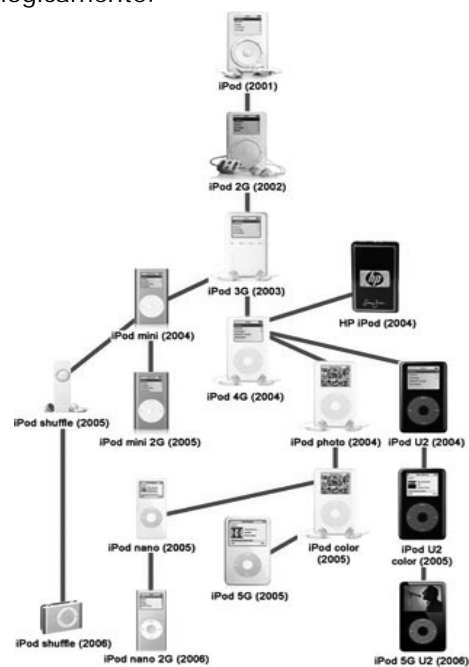 logicamente.
iPod (2001)
iPod 2G (2002)
iPod 3G (2003)
hp
HP iPod (2004)
iPod mini (2004)
iPod 4G (2004)
iPod shuffle (2005)
iPod mini 2G (2005)
iPod photo (2004)
iPod U2 (2004)
iPod nano (2005)
iPod color
(2005)
iPod U2
color (2005)
iPod 5G (2005)
iPod shuffle (2006)
iPod nano 2G (2006)
iPod 5G U2 (2006)